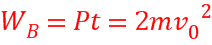 W_B = Pt = 2mv_0^2